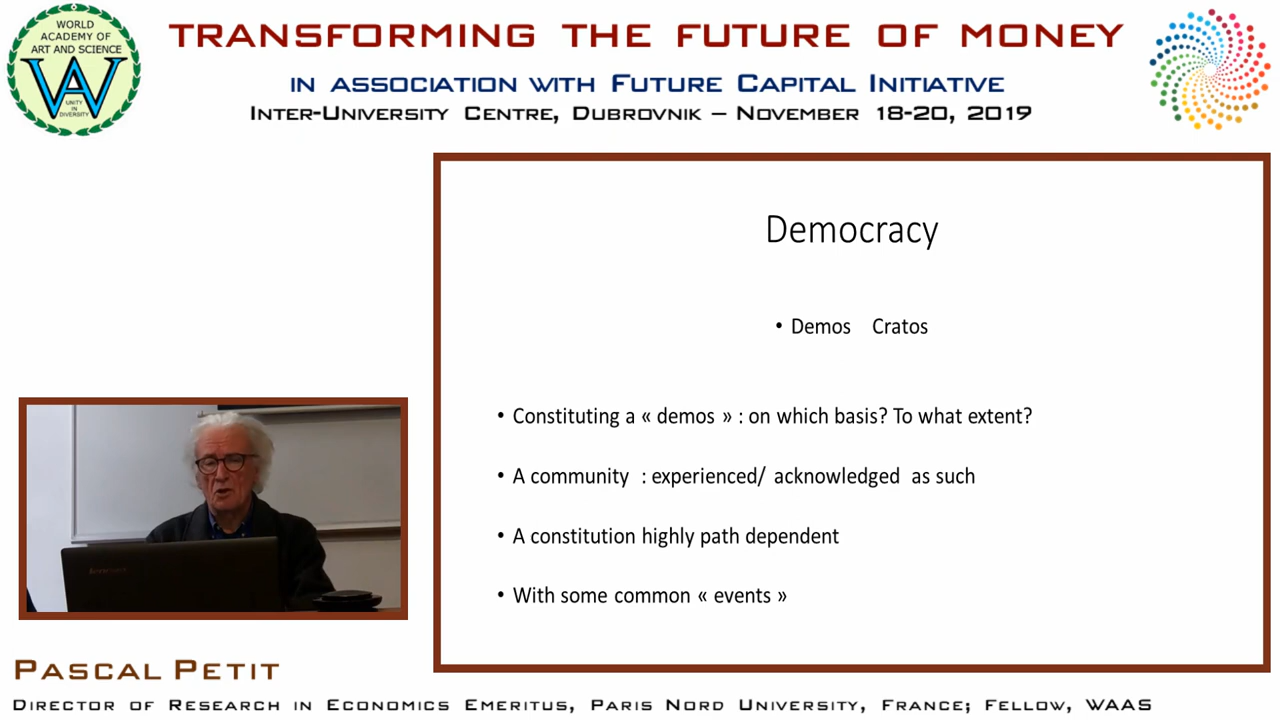 WORLD
ACADEMY OF
ART AND SCIENCE
WA
UNITY
IN
DIVERSITY
TRANSFORMING THE FUTURE OF MONEY
IN ASSOCIATION WITH FUTURE CAPITAL INITIATIVE
INTER-UNIVERSITY CENTRE, DUBROVNIK – NOVEMBER 18-20, 2019
Democracy
• Demos Cratos
• Constituting a « demos » : on which basis? To what extent?
• A community : experienced/ acknowledged as such
• A constitution highly path dependent
• With some common « events »
lenovo
PASCAL PETIT
DIRECTOR OF RESEARCH IN ECONOMICS EMERITUS, PARIS NORD UNIVERSITY, FRANCE; FELLOW, WAAS